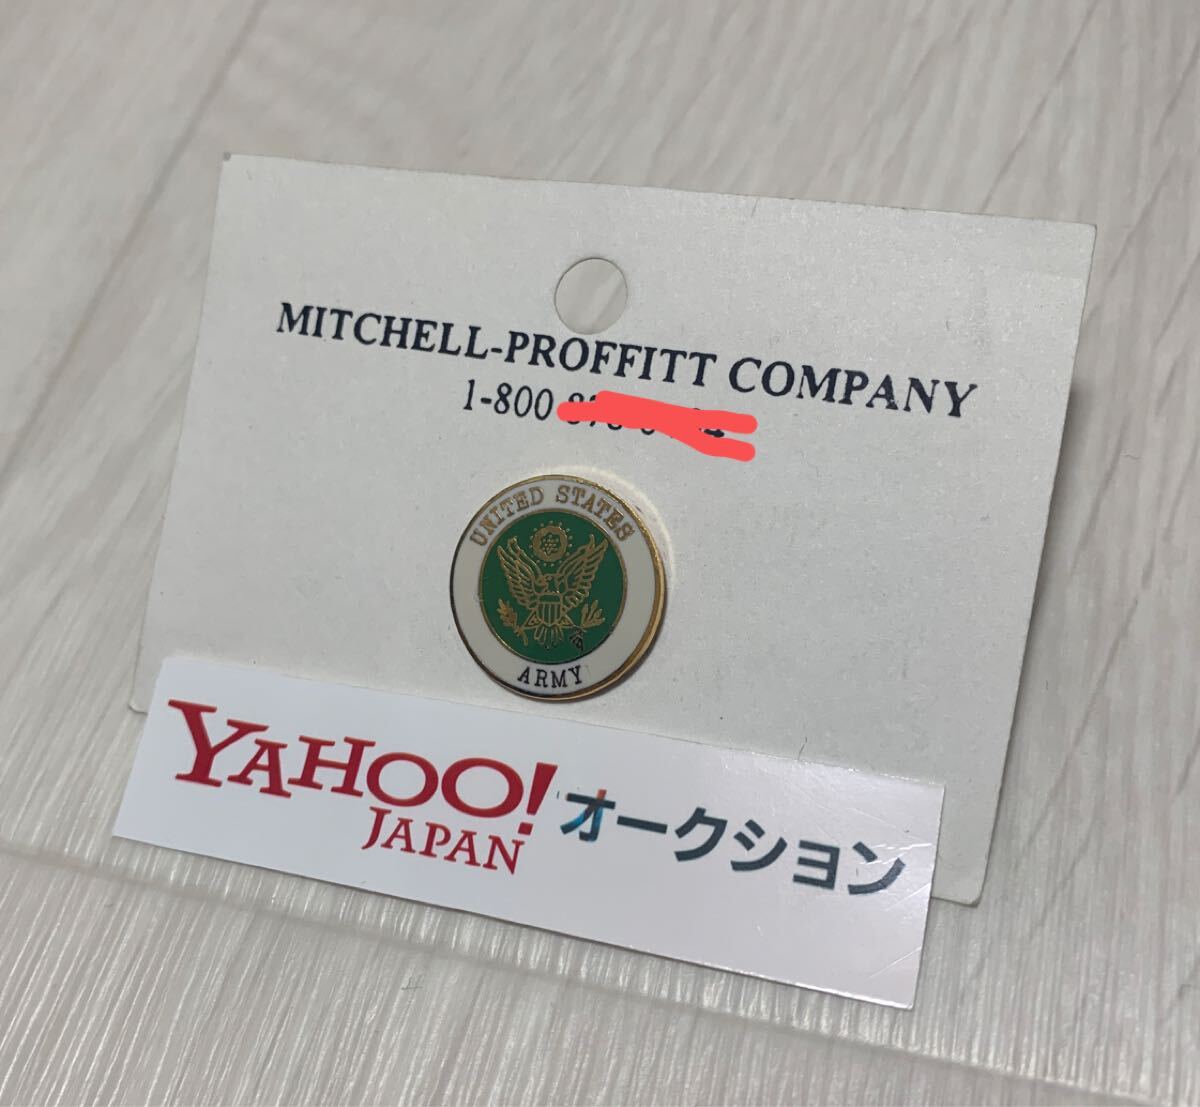 MITCHELL-PROFFITT COMPANY
1-800
UNITED STATES
ARMY
YAHOO! オークション
JAPAN